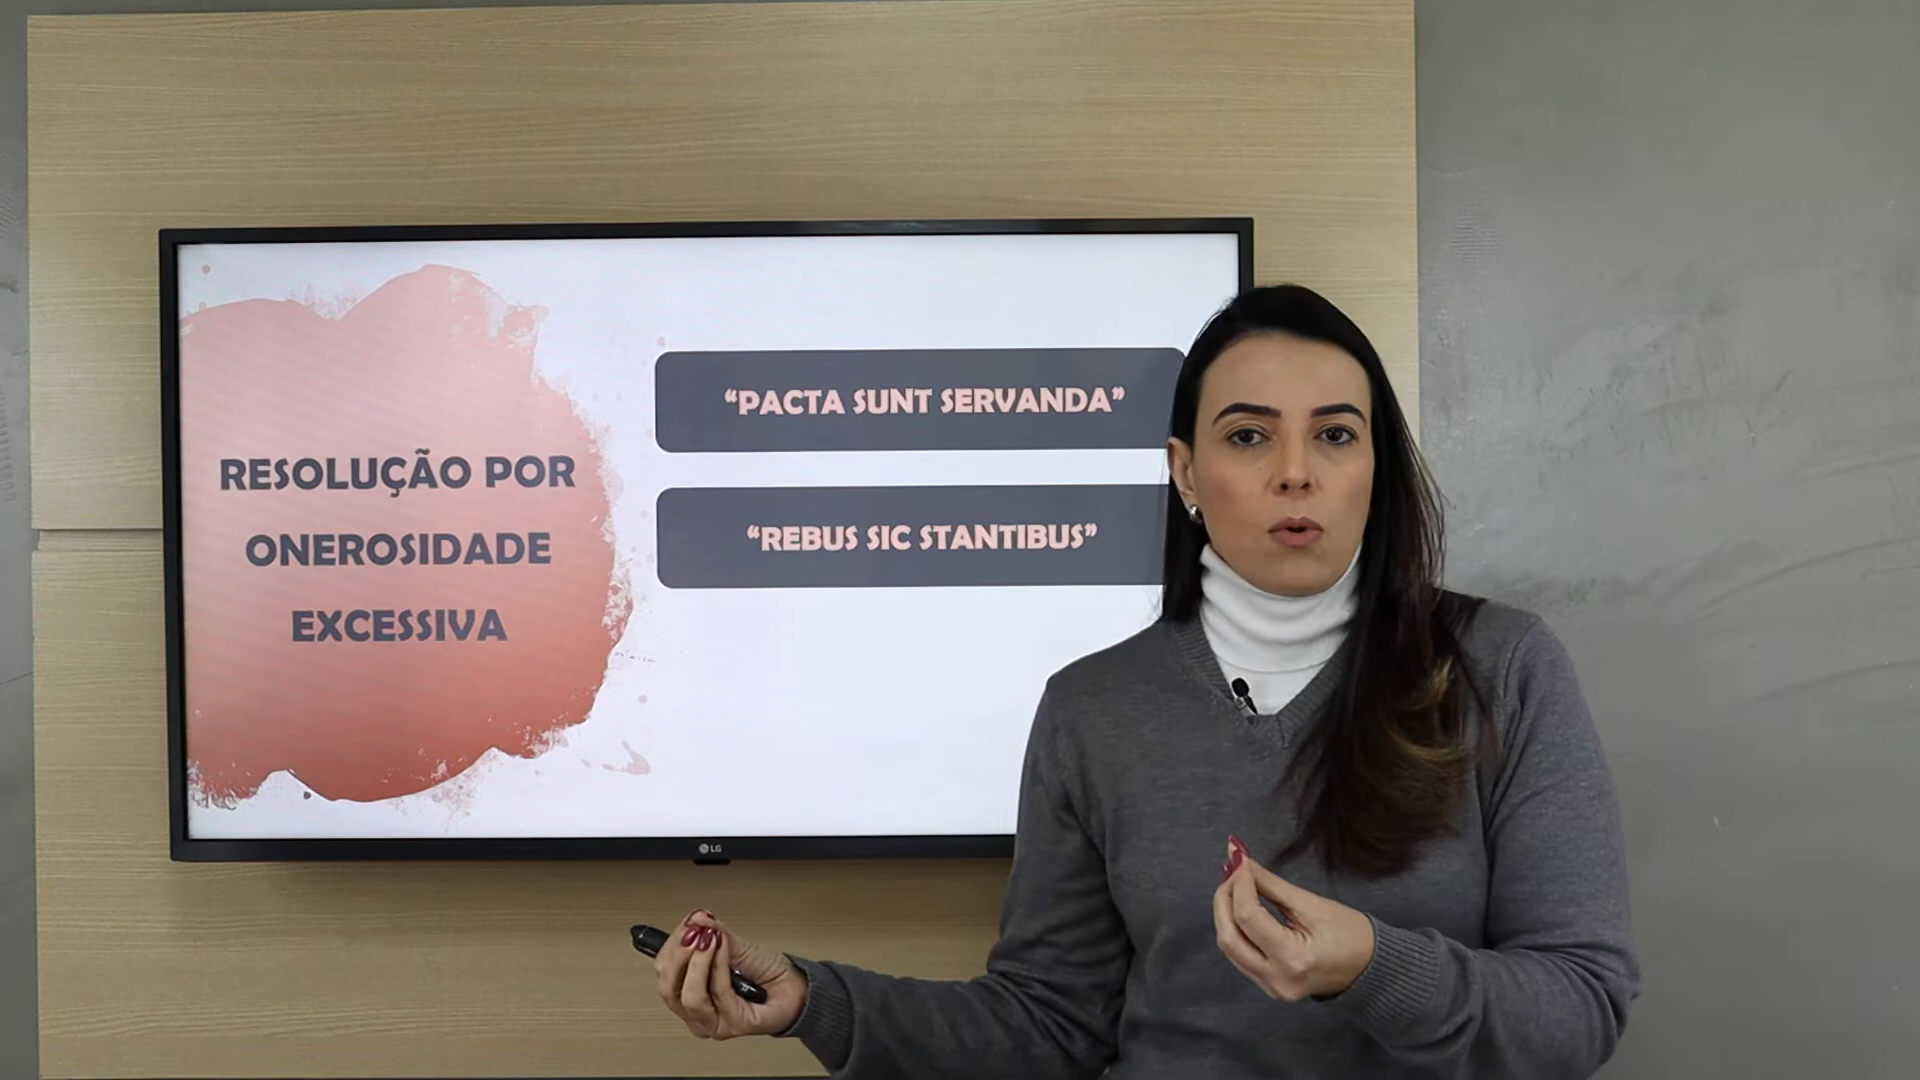 RESOLUÇÃO POR
ONEROSIDADE
EXCESSIVA
“PACTA SUNT SERVANDA”
“REBUS SIC STANTIBUS”
LG